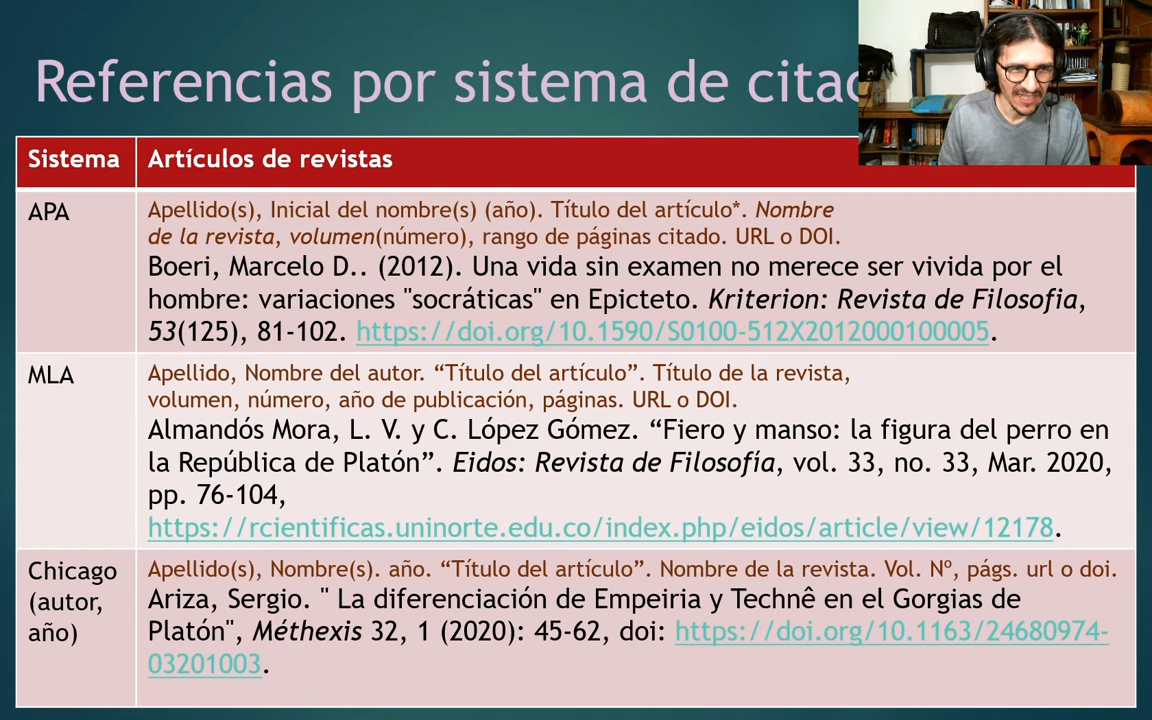 Referencias por sistema de
Sistema
Artículos de revistas
APA
Apellido(s), Inicial del nombre(s) (año). Título del artículo*. Nombre
de la revista, volumen(número), rango de páginas citado. URL o DOI.
Boeri, Marcelo D.. (2012). Una vida sin examen no merece ser vivida por el
hombre: variaciones "socráticas" en Epicteto. Kriterion: Revista de Filosofia,
53(125), 81-102. https://doi.org/10.1590/S0100-512X2012000100005.
MLA
Apellido, Nombre del autor. “Título del artículo”. Título de la revista,
volumen, número, año de publicación, páginas. URL o DOI.
Almandós Mora, L. V. y C. López Gómez. “Fiero y manso: la figura del perro en
la República de Platón”. Eidos: Revista de Filosofía, vol. 33, no. 33, Mar. 2020,
pp. 76-104,
https://rcientificas.uninorte.edu.co/index.php/eidos/article/view/12178.
Chicago
(autor,
año)
Apellido(s), Nombre(s). año. “Título del artículo”. Nombre de la revista. Vol. Nº, págs. url o doi.
Ariza, Sergio. " La diferenciación de Empeiria y Technê en el Gorgias de
Platón", Méthexis 32, 1 (2020): 45-62, doi: https://doi.org/10.1163/24680974-
03201003.